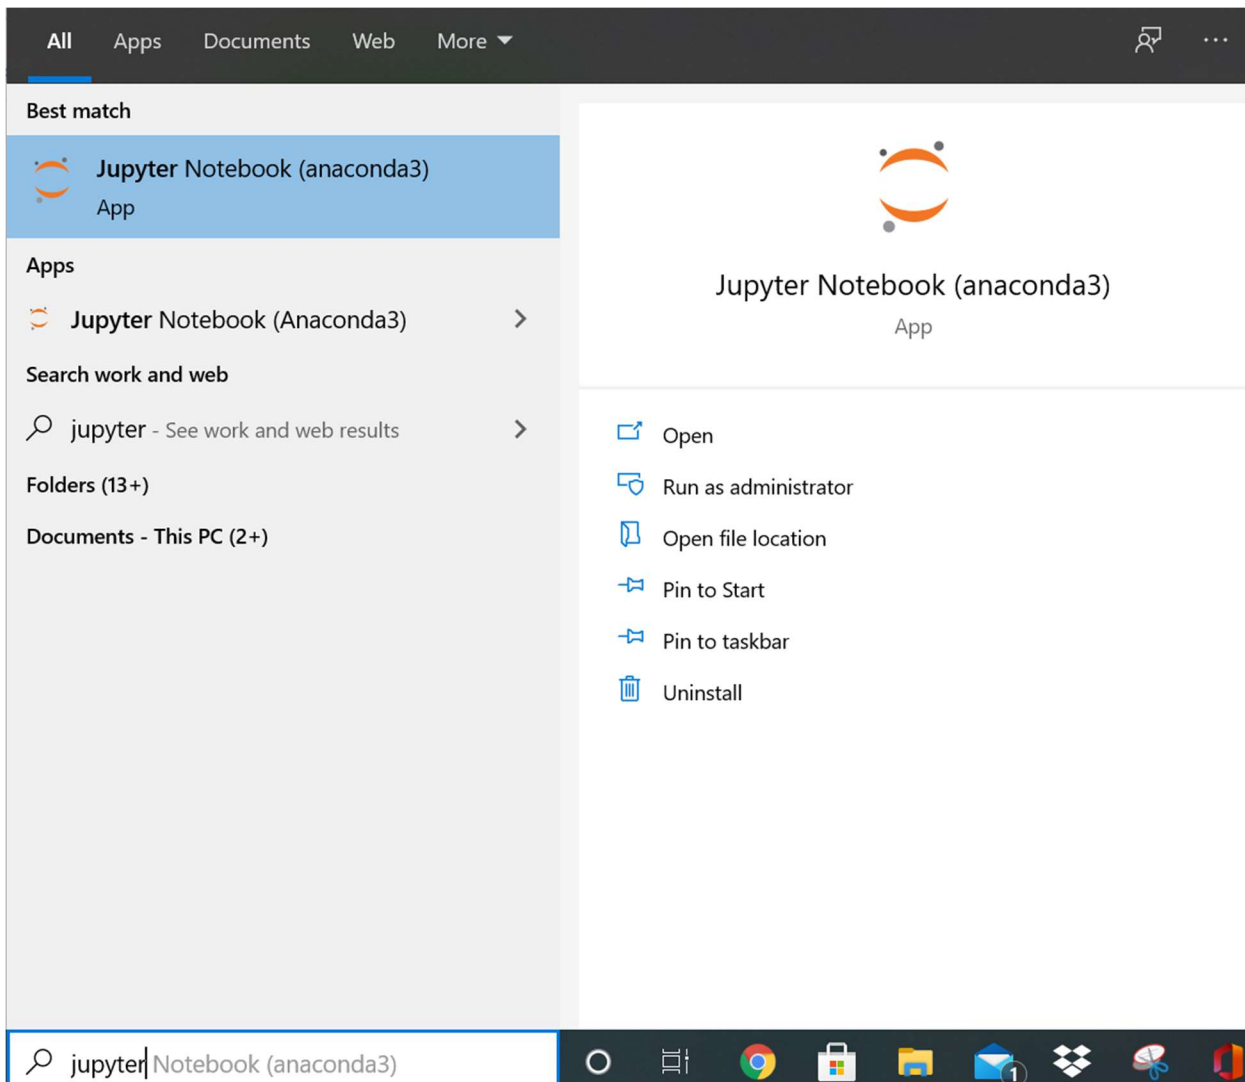 All Apps Documents Web More
Best match
Jupyter Notebook (anaconda3)
App
Apps
Jupyter Notebook (Anaconda3)
Search work and web
jupyter - See work and web results
Folders (13+)
Documents - This PC (2+)
Jupyter Notebook (anaconda3)
App
Open
Run as administrator
Open file location
Pin to Start
Pin to taskbar
Uninstall
jupyter Notebook (anaconda3)
1